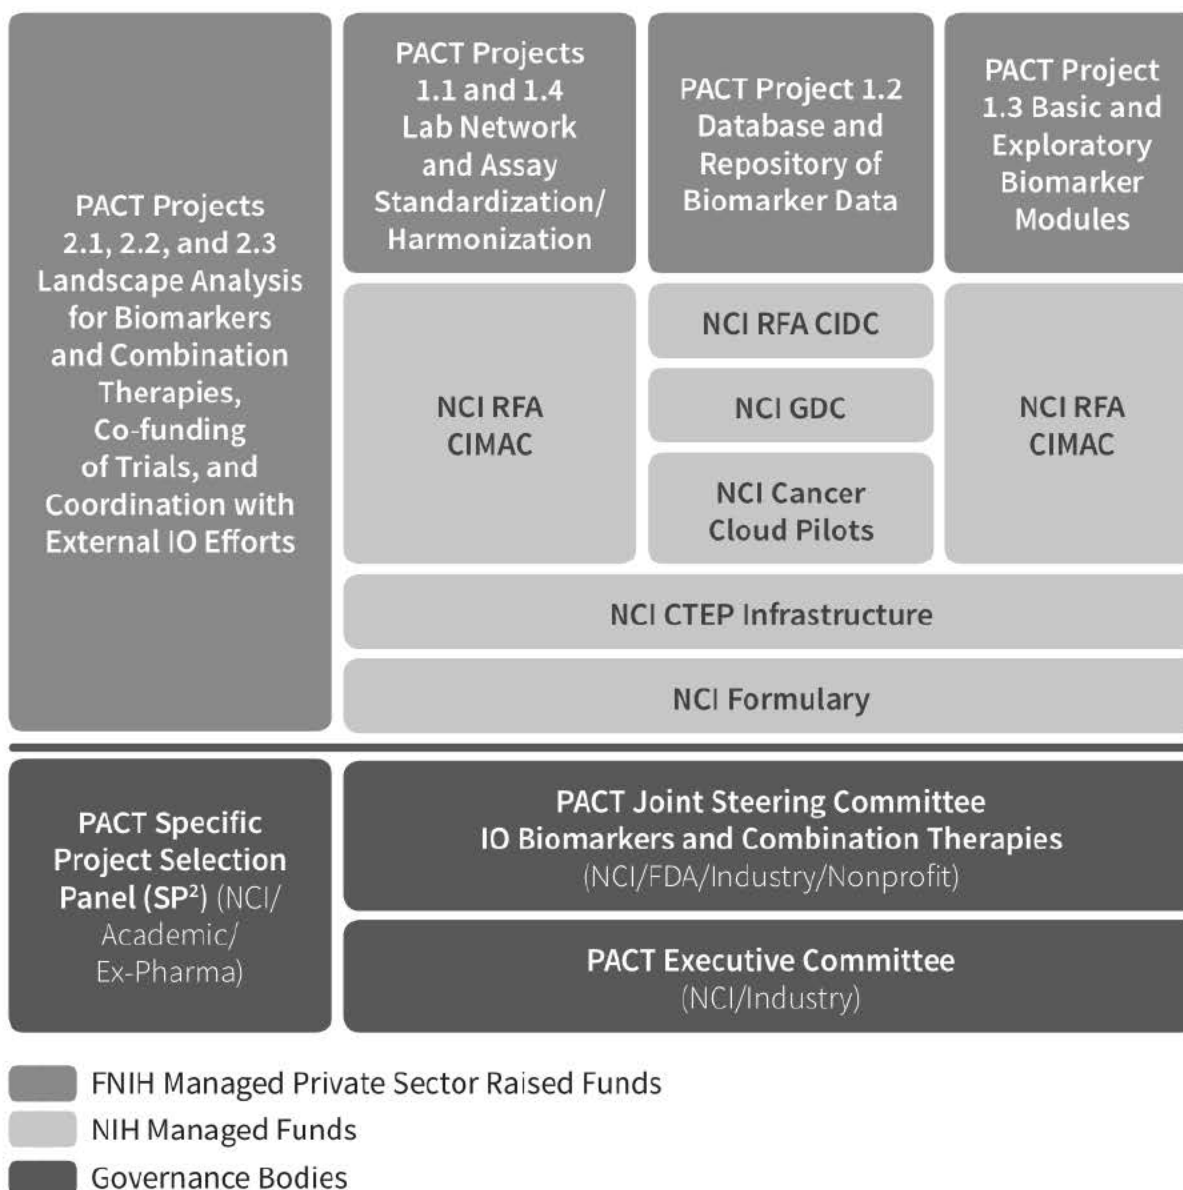 PACT Projects
2.1, 2.2, and 2.3
Landscape Analysis
for Biomarkers
and Combination
Therapies,
Co-funding
of Trials, and
Coordination with
External IO Efforts
PACT Projects
1.1 and 1.4
Lab Network
and Assay
Standardization/
Harmonization
PACT Project 1.2
Database and
Repository of
Biomarker Data
PACT Project
1.3 Basic and
Exploratory
Biomarker
Modules
NCI RFA
CIMAC
NCI RFA CIDC
NCI GDC
NCI Cancer
Cloud Pilots
NCI RFA
CIMAC
NCI CTEP Infrastructure
NCI Formulary
PACT Specific
Project Selection
Panel (SP²) (NCI/
Academic/
Ex-Pharma)
PACT Joint Steering Committee
IO Biomarkers and Combination Therapies
(NCI/FDA/Industry/Nonprofit)
PACT Executive Committee
(NCI/Industry)
FNIH Managed Private Sector Raised Funds
NIH Managed Funds
Governance Bodies